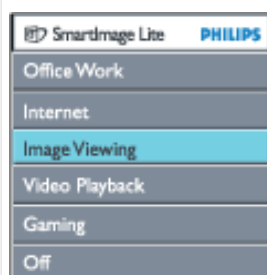 SmartImage Lite PHILIPS
Office Work
Internet
Image Viewing
Video Playback
Gaming
Off